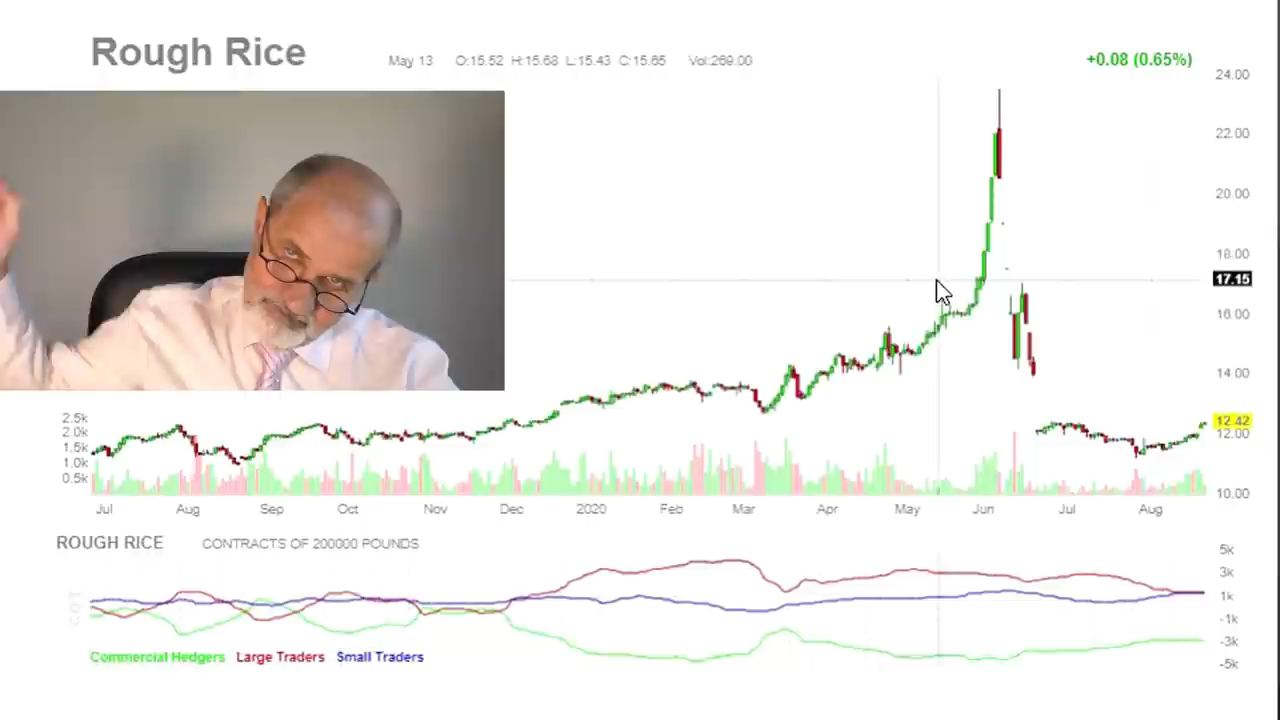 Rough Rice
May 13 O:15.52 H:15.68 L:15.43 C:15.65 Vol:269.00
+0.08 (0.65%)
24.00
22.00
20.00
18.00
17.15
16.00
14.00
12.42
12.00
10.00
2.5k
2.0k
1.5k
1.0k
0.5k
Jul Aug Sep Oct Nov Dec 2020 Feb Mar Apr May Jun Jul Aug
ROUGH RICE CONTRACTS OF 200000 POUNDS
5k
3k
1k
-1k
-3k
-5k
COT
Commercial Hedgers Large Traders Small Traders